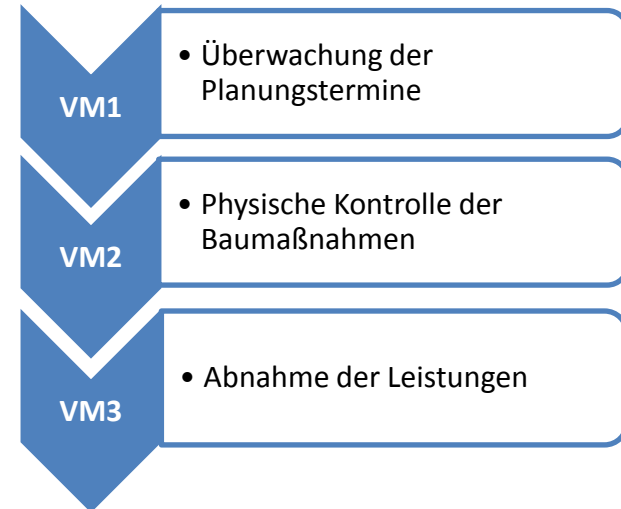 VM1
• Überwachung der
Planungstermine
VM2
• Physische Kontrolle der
Baumaßnahmen
VM3
• Abnahme der Leistungen